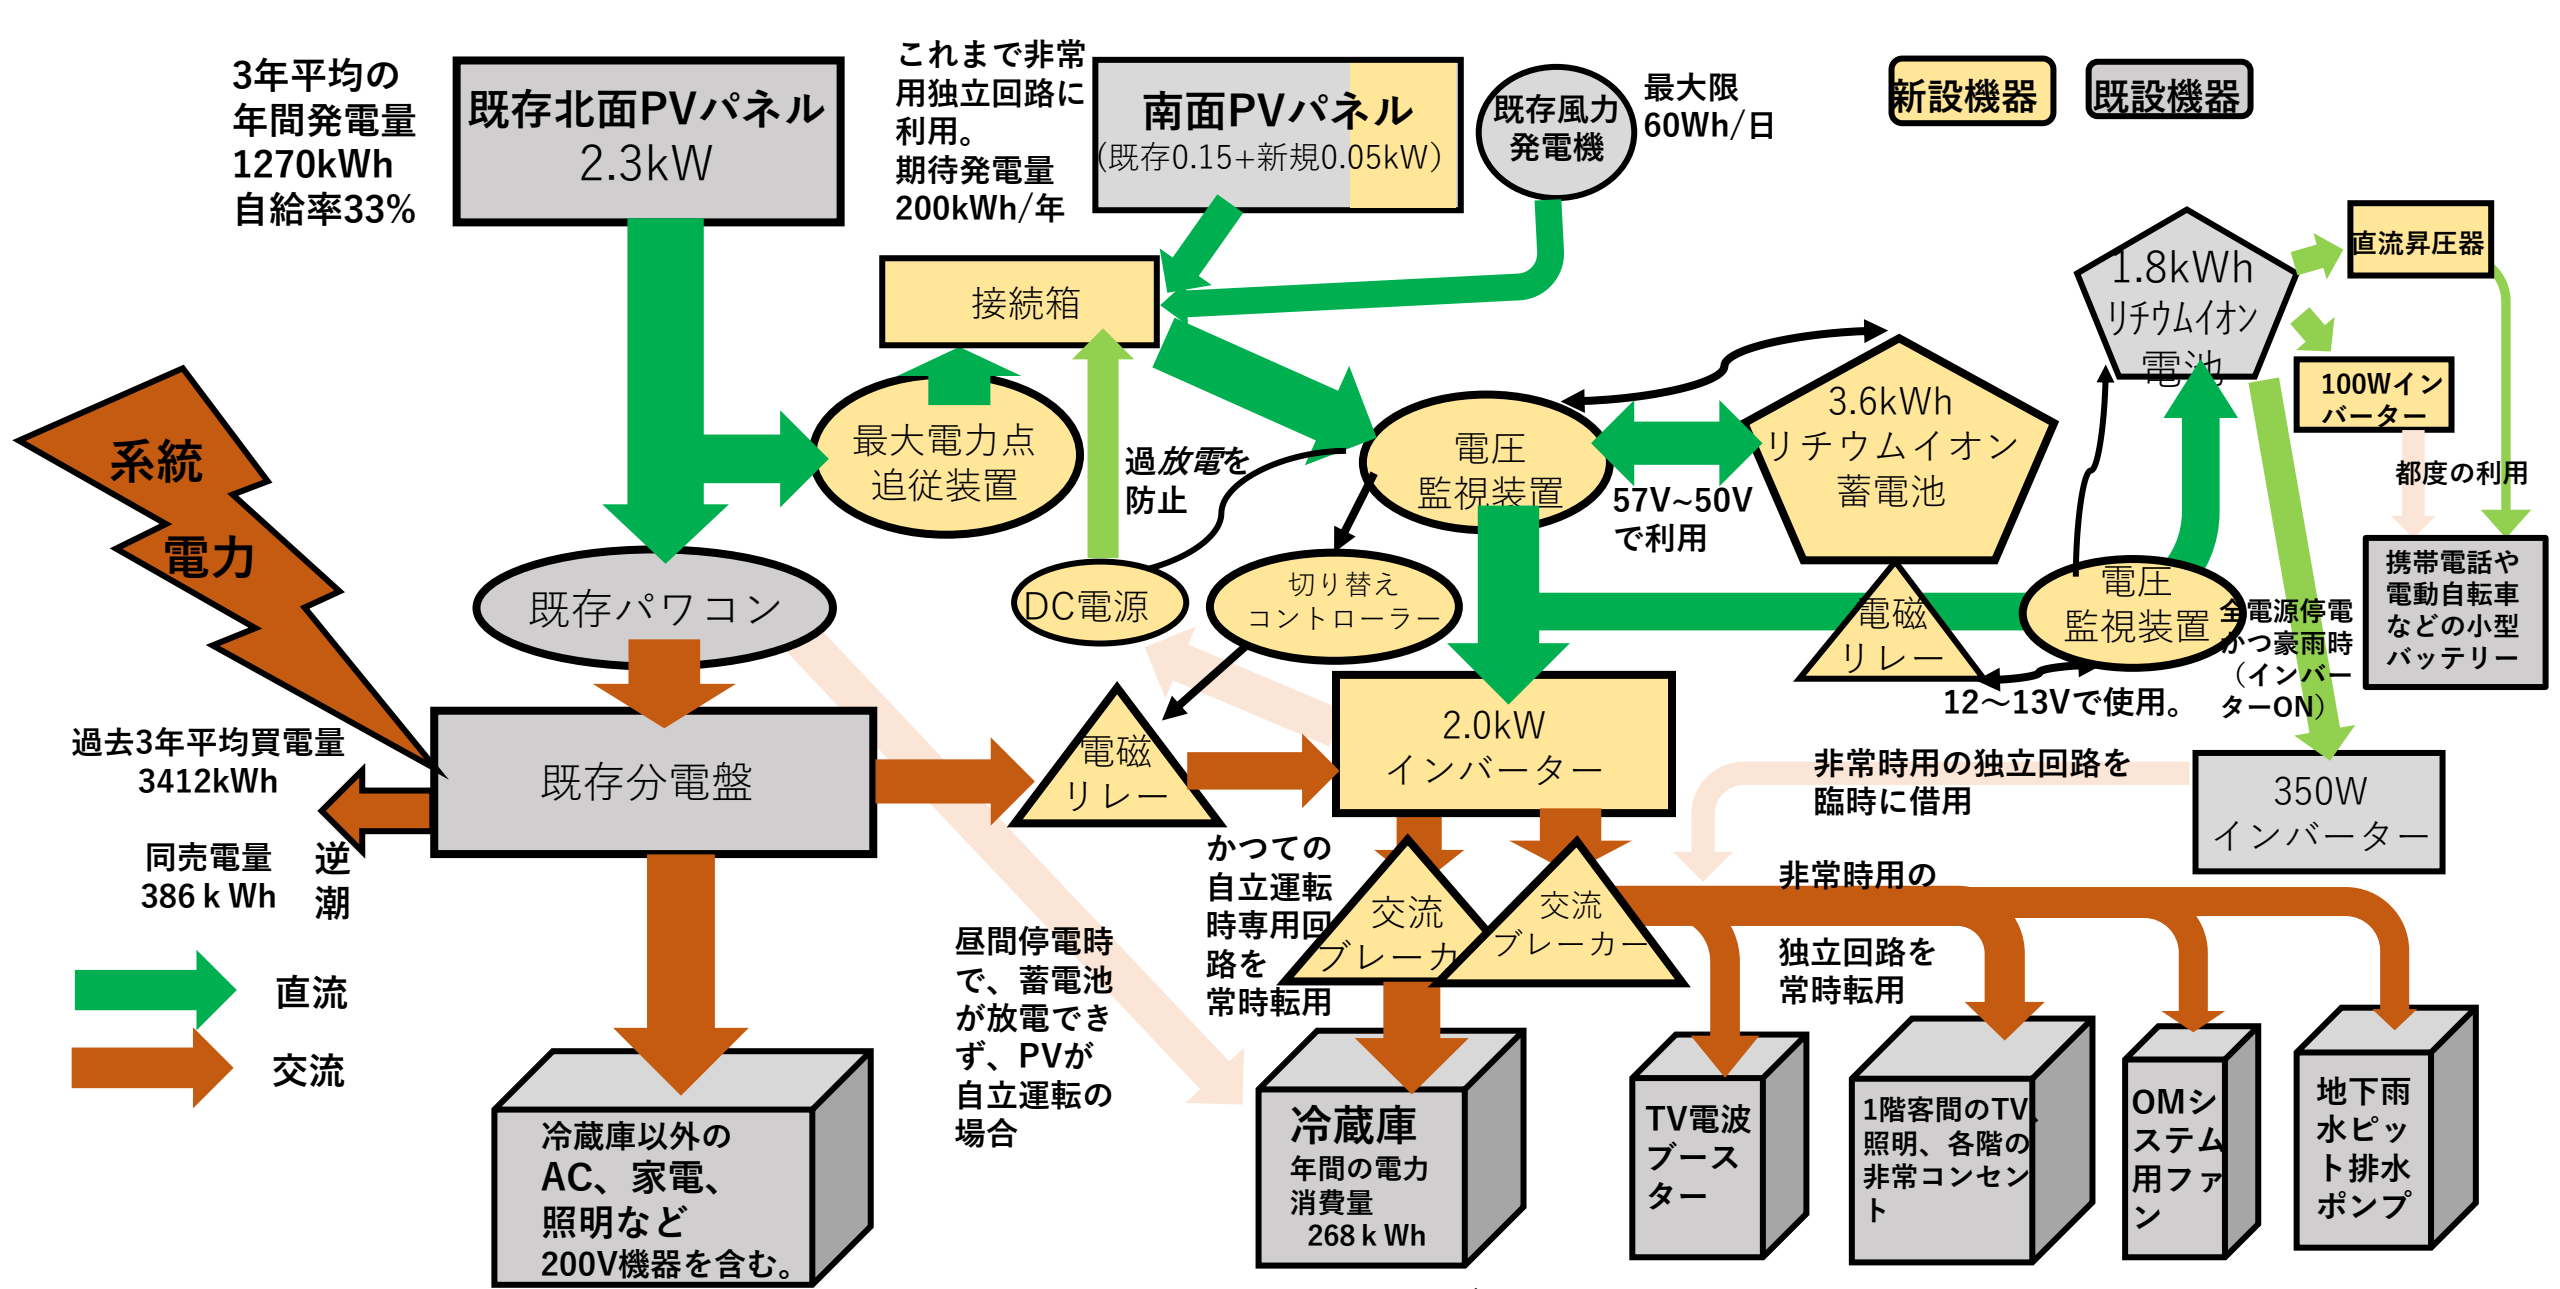 3年平均の
年間発電量
1270kWh
自給率33%
既存北面PVパネル
2.3kW
これまで非常
用独立回路に
利用。
期待発電量
200kWh/年
南面PVパネル
(既存0.15+新規0.05kW)
既存風力
発電機
最大限
60Wh/日
新設機器
既設機器
接続箱
1.8kWh
リチウムイオン
電池
直流昇圧器
100Wイン
バーター
都度の利用
携帯電話や
電動自転車
などの小型
バッテリー
最大電力点
追従装置
過放電を
防止
電圧
監視装置
57V~50V
で利用
3.6kWh
リチウムイオン
蓄電池
系統
電力
既存パワコン
DC電源
切り替え
コントローラー
電磁
リレー
電圧
監視装置
全電源停電
かつ豪雨時
（インバー
ターON）
12～13Vで使用。
過去3年平均買電量
3412kWh
既存分電盤
電磁
リレー
2.0kW
インバーター
非常時用の独立回路を
臨時に借用
350W
インバーター
同売電量
386ｋWh
逆
潮
かつての
自立運転
時専用回
路を
常時転用
交流
ブレーカ
交流
ブレーカー
非常時用の
独立回路を
常時転用
直流
交流
昼間停電時
で、蓄電池
が放電でき
ず、PVが
自立運転の
場合
冷蔵庫以外の
AC、家電、
照明など
200V機器を含む。
冷蔵庫
年間の電力
消費量
268ｋWh
TV電波
ブース
ター
1階客間のTV、
照明、各階の
非常コンセン
ト
OMシ
ステム
用ファ
ン
地下雨
水ピッ
ト排水
ポンプ